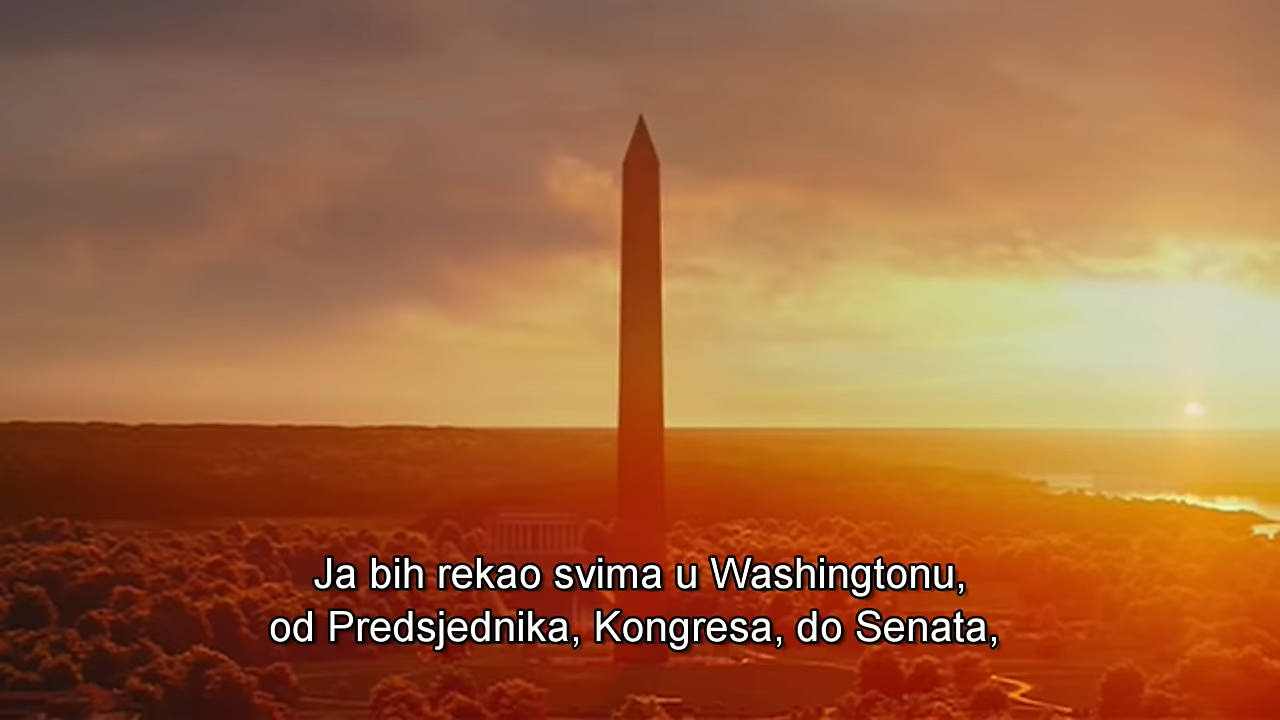 Ja bih rekao svima u Washingtonu,
od Predsjednika, Kongresa, do Senata,